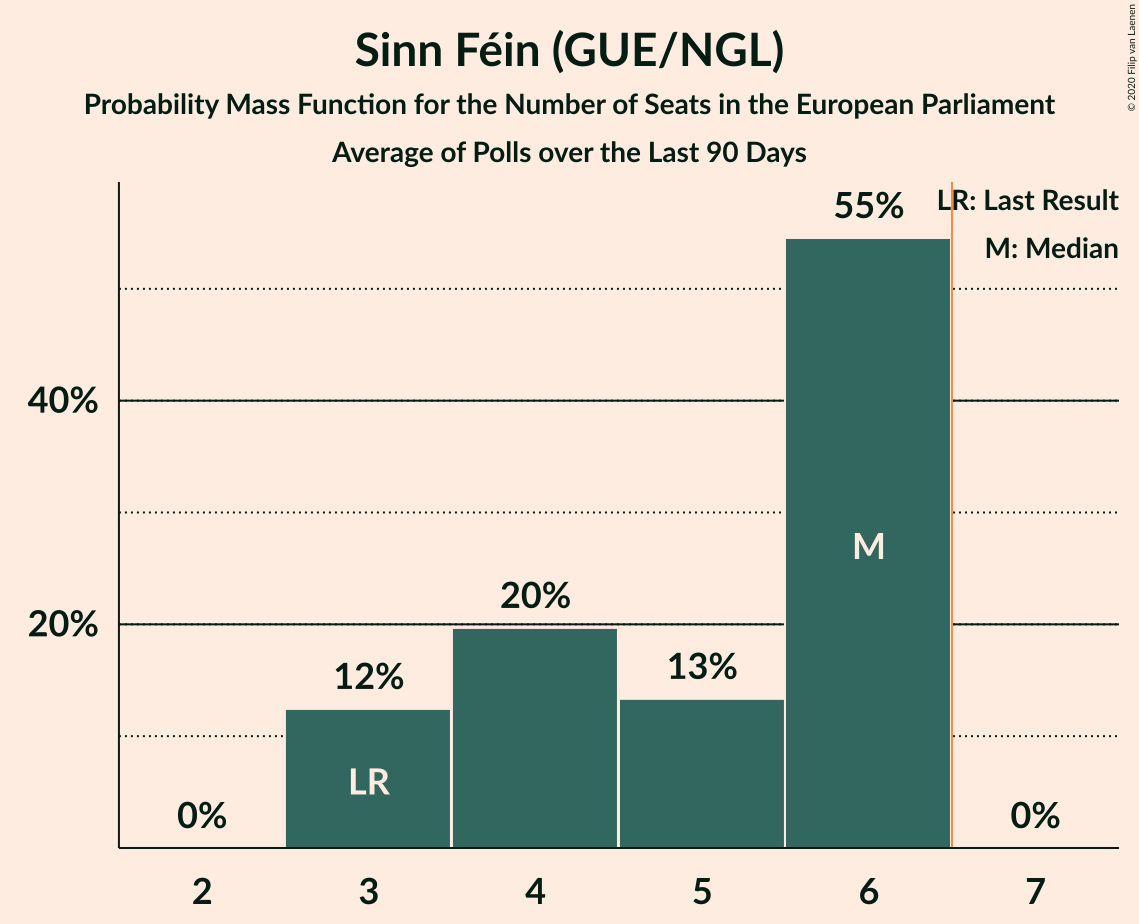 Sinn Féin (GUE/NGL)
Probability Mass Function for the Number of Seats in the European Parliament
Average of Polls over the Last 90 Days
© 2020 Filip van Laenen
LR: Last Result
M: Median
55%
40%
M
20%
20%
13%
12%
LR
0%
0%
2 3 4 5 6 7